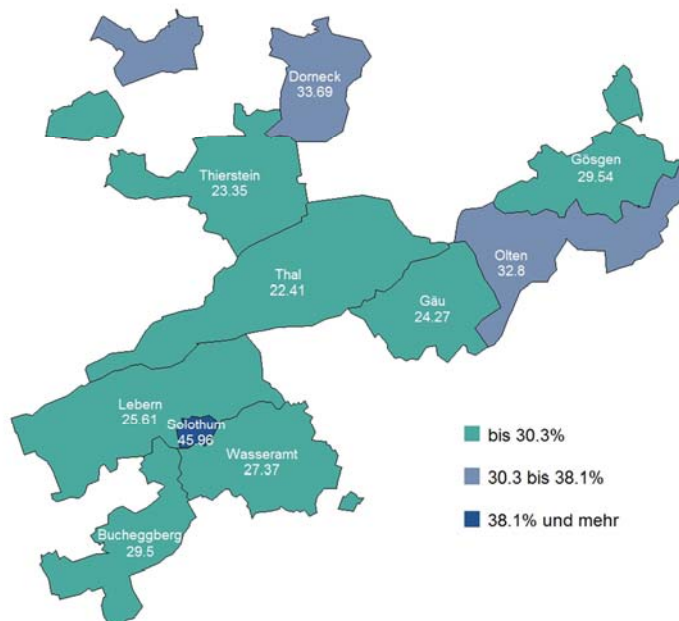 Dorneck
33.69
Gösgen
29.54
Thierstein
23.35
Olten
32.8
Thal
22.41
Gäu
24.27
Lebern
25.61
Solothurn
45.96
Wasseramt
27.37
Bucheggberg
29.5
bis 30.3%
30.3 bis 38.1%
38.1% und mehr